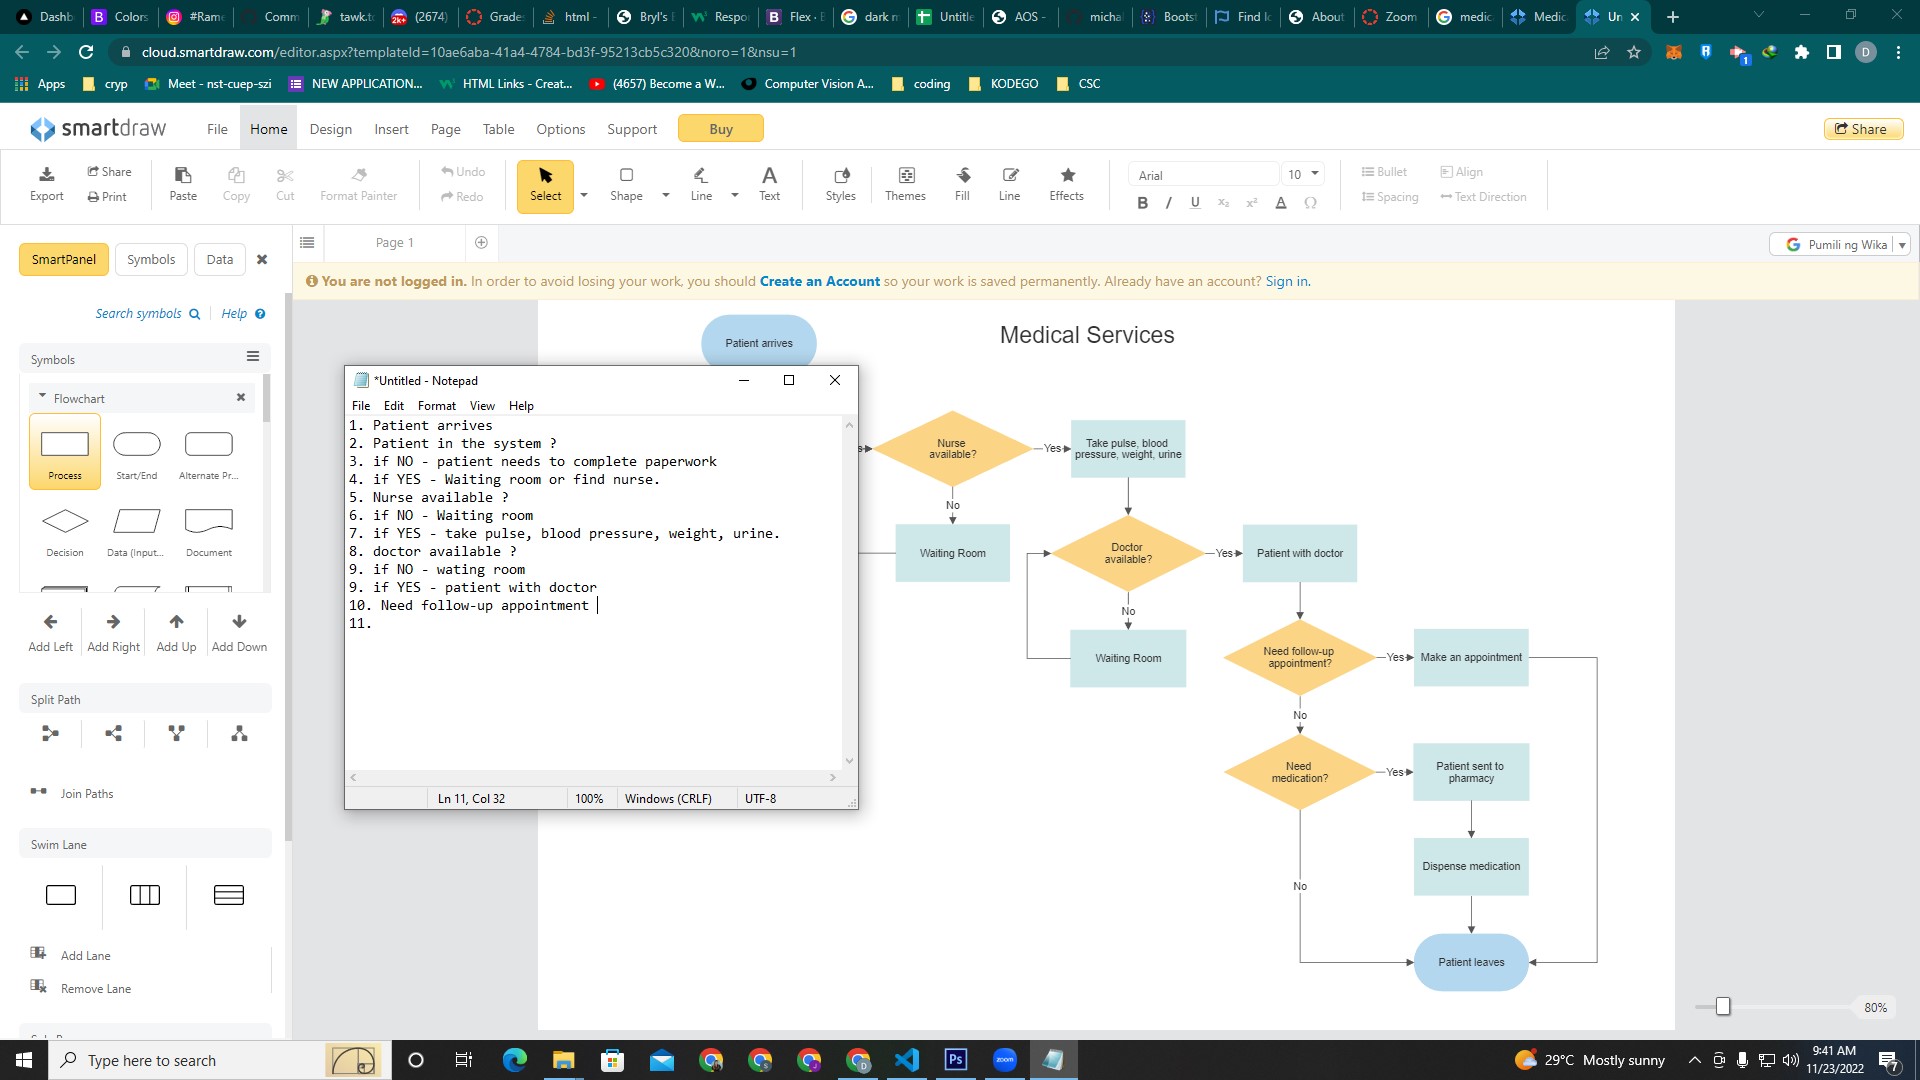 Dashb
Colors
#Rame
Comm
tawk.to
(2674)
Grades
html -
Bryl's E
Respo
Flex · B
dark m
Untitle
AOS -
micha
Bootst
Find Ic
About
Zoom
medic
Medic
Un
cloud.smartdraw.com/editor.aspx?templateId=10ae6aba-41a4-4784-bd3f-95213cb5c320&noro=1&nsu=1
D
Apps
cryp
Meet - nst-cuep-szi
NEW APPLICATION...
HTML Links - Creat...
(4657) Become a W...
Computer Vision A...
coding
KODEGO
CSC
smartdraw
File
Home
Design
Insert
Page
Table
Options
Support
Buy
Share
Export
Share
Print
Paste
Copy
Cut
Format Painter
Undo
Redo
Select
Shape
Line
Text
Styles
Themes
Fill
Line
Effects
Arial
10
Bullet
Align
Spacing
Text Direction
SmartPanel
Symbols
Data
Page 1
Pumili ng Wika
You are not logged in. In order to avoid losing your work, you should Create an Account so your work is saved permanently. Already have an account? Sign in.
Search symbols
Help
Symbols
Flowchart
Process
Start/End
Alternate Pr...
Decision
Data (Input...
Document
Add Left
Add Right
Add Up
Add Down
Split Path
Join Paths
Swim Lane
Add Lane
Remove Lane
*Untitled - Notepad
File Edit Format View Help
1. Patient arrives
2. Patient in the system ?
3. if NO - patient needs to complete paperwork
4. if YES - Waiting room or find nurse.
5. Nurse available ?
6. if NO - Waiting room
7. if YES - take pulse, blood pressure, weight, urine.
8. doctor available ?
9. if NO - wating room
9. if YES - patient with doctor
10. Need follow-up appointment
11.
Ln 11, Col 32
100%
Windows (CRLF)
UTF-8
Medical Services
Patient arrives
Nurse
available?
Yes
Take pulse, blood
pressure, weight, urine
No
Waiting Room
Doctor
available?
Yes
Patient with doctor
No
Waiting Room
Need follow-up
appointment?
Yes
Make an appointment
No
Need
medication?
Yes
Patient sent to
pharmacy
Dispense medication
No
Patient leaves
80%
Type here to search
29°C Mostly sunny
9:41 AM
11/23/2022
7